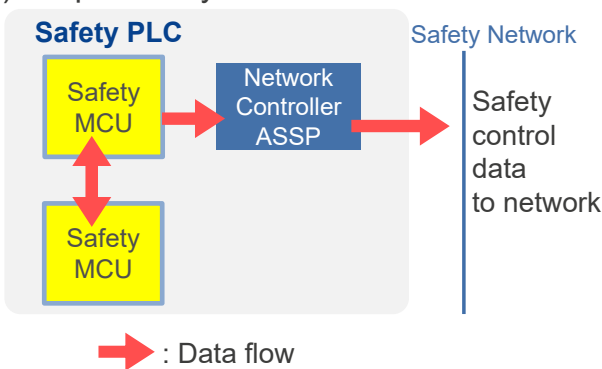 Safety PLC
Safety Network
Safety
MCU
Network
Controller
ASSP
Safety
control
data
to network
Safety
MCU
: Data flow